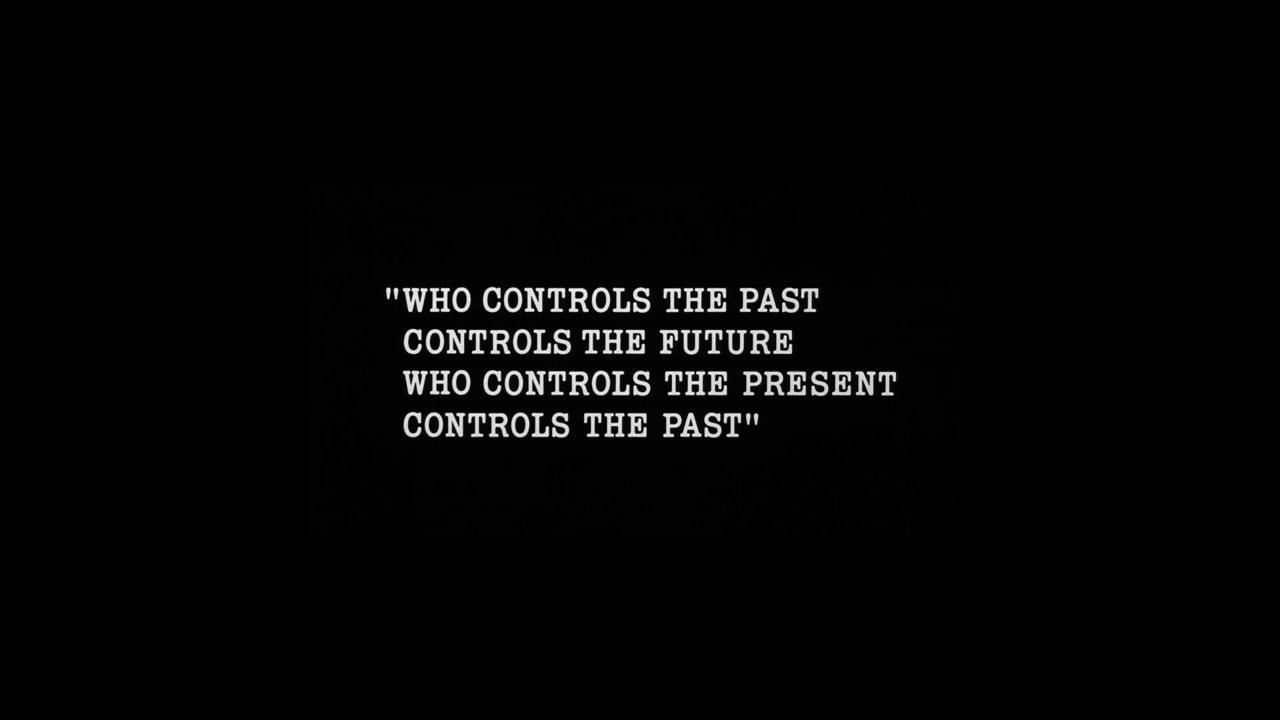 "WHO CONTROLS THE PAST
CONTROLS THE FUTURE
WHO CONTROLS THE PRESENT
CONTROLS THE PAST"